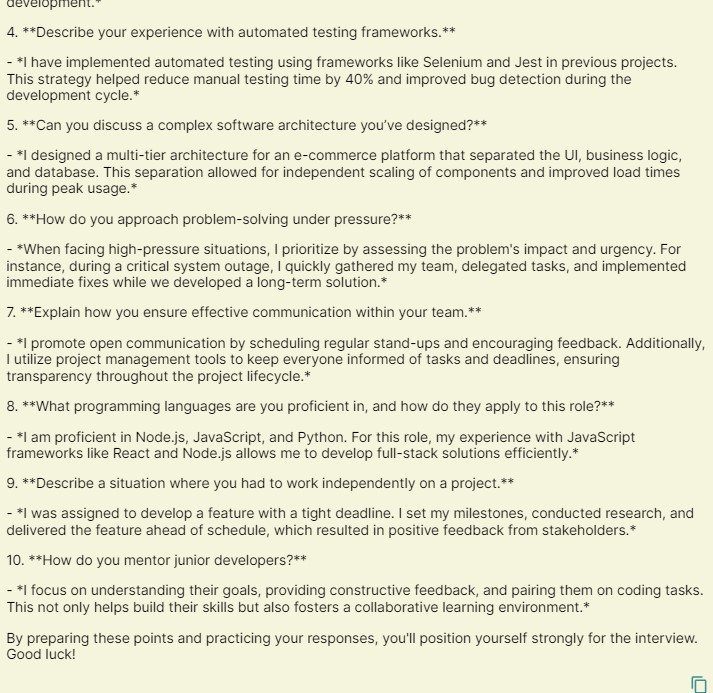 development.*
4. **Describe your experience with automated testing frameworks.**
- *I have implemented automated testing using frameworks like Selenium and Jest in previous projects.
This strategy helped reduce manual testing time by 40% and improved bug detection during the
development cycle.*
5. **Can you discuss a complex software architecture you’ve designed?**
- *I designed a multi-tier architecture for an e-commerce platform that separated the UI, business logic,
and database. This separation allowed for independent scaling of components and improved load times
during peak usage.*
6. **How do you approach problem-solving under pressure?**
- *When facing high-pressure situations, I prioritize by assessing the problem's impact and urgency. For
instance, during a critical system outage, I quickly gathered my team, delegated tasks, and implemented
immediate fixes while we developed a long-term solution.*
7. **Explain how you ensure effective communication within your team.**
- *I promote open communication by scheduling regular stand-ups and encouraging feedback. Additionally,
I utilize project management tools to keep everyone informed of tasks and deadlines, ensuring
transparency throughout the project lifecycle.*
8. **What programming languages are you proficient in, and how do they apply to this role?**
- *I am proficient in Node.js, JavaScript, and Python. For this role, my experience with JavaScript
frameworks like React and Node.js allows me to develop full-stack solutions efficiently.*
9. **Describe a situation where you had to work independently on a project.**
- *I was assigned to develop a feature with a tight deadline. I set my milestones, conducted research, and
delivered the feature ahead of schedule, which resulted in positive feedback from stakeholders.*
10. **How do you mentor junior developers?**
- *I focus on understanding their goals, providing constructive feedback, and pairing them on coding tasks.
This not only helps build their skills but also fosters a collaborative learning environment.*
By preparing these points and practicing your responses, you'll position yourself strongly for the interview.
Good luck!